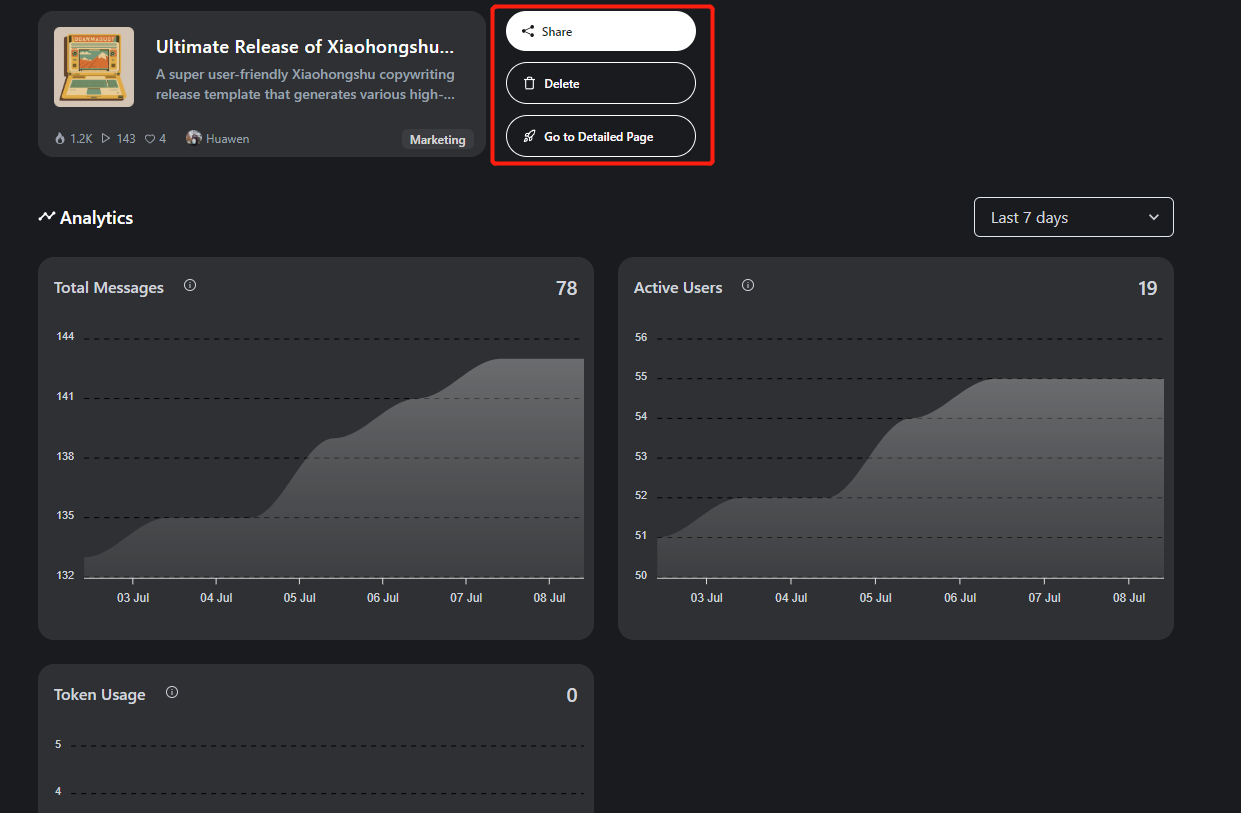 Ultimate Release of Xiaohongshu...
A super user-friendly Xiaohongshu copywriting
release template that generates various high-...
1.2K 143 4 Huawen Marketing
Share
Delete
Go to Detailed Page
Analytics
Last 7 days
Total Messages 78
144
141
138
135
132
03 Jul 04 Jul 05 Jul 06 Jul 07 Jul 08 Jul
Active Users 19
56
55
54
53
52
51
50
03 Jul 04 Jul 05 Jul 06 Jul 07 Jul 08 Jul
Token Usage 0
5
4